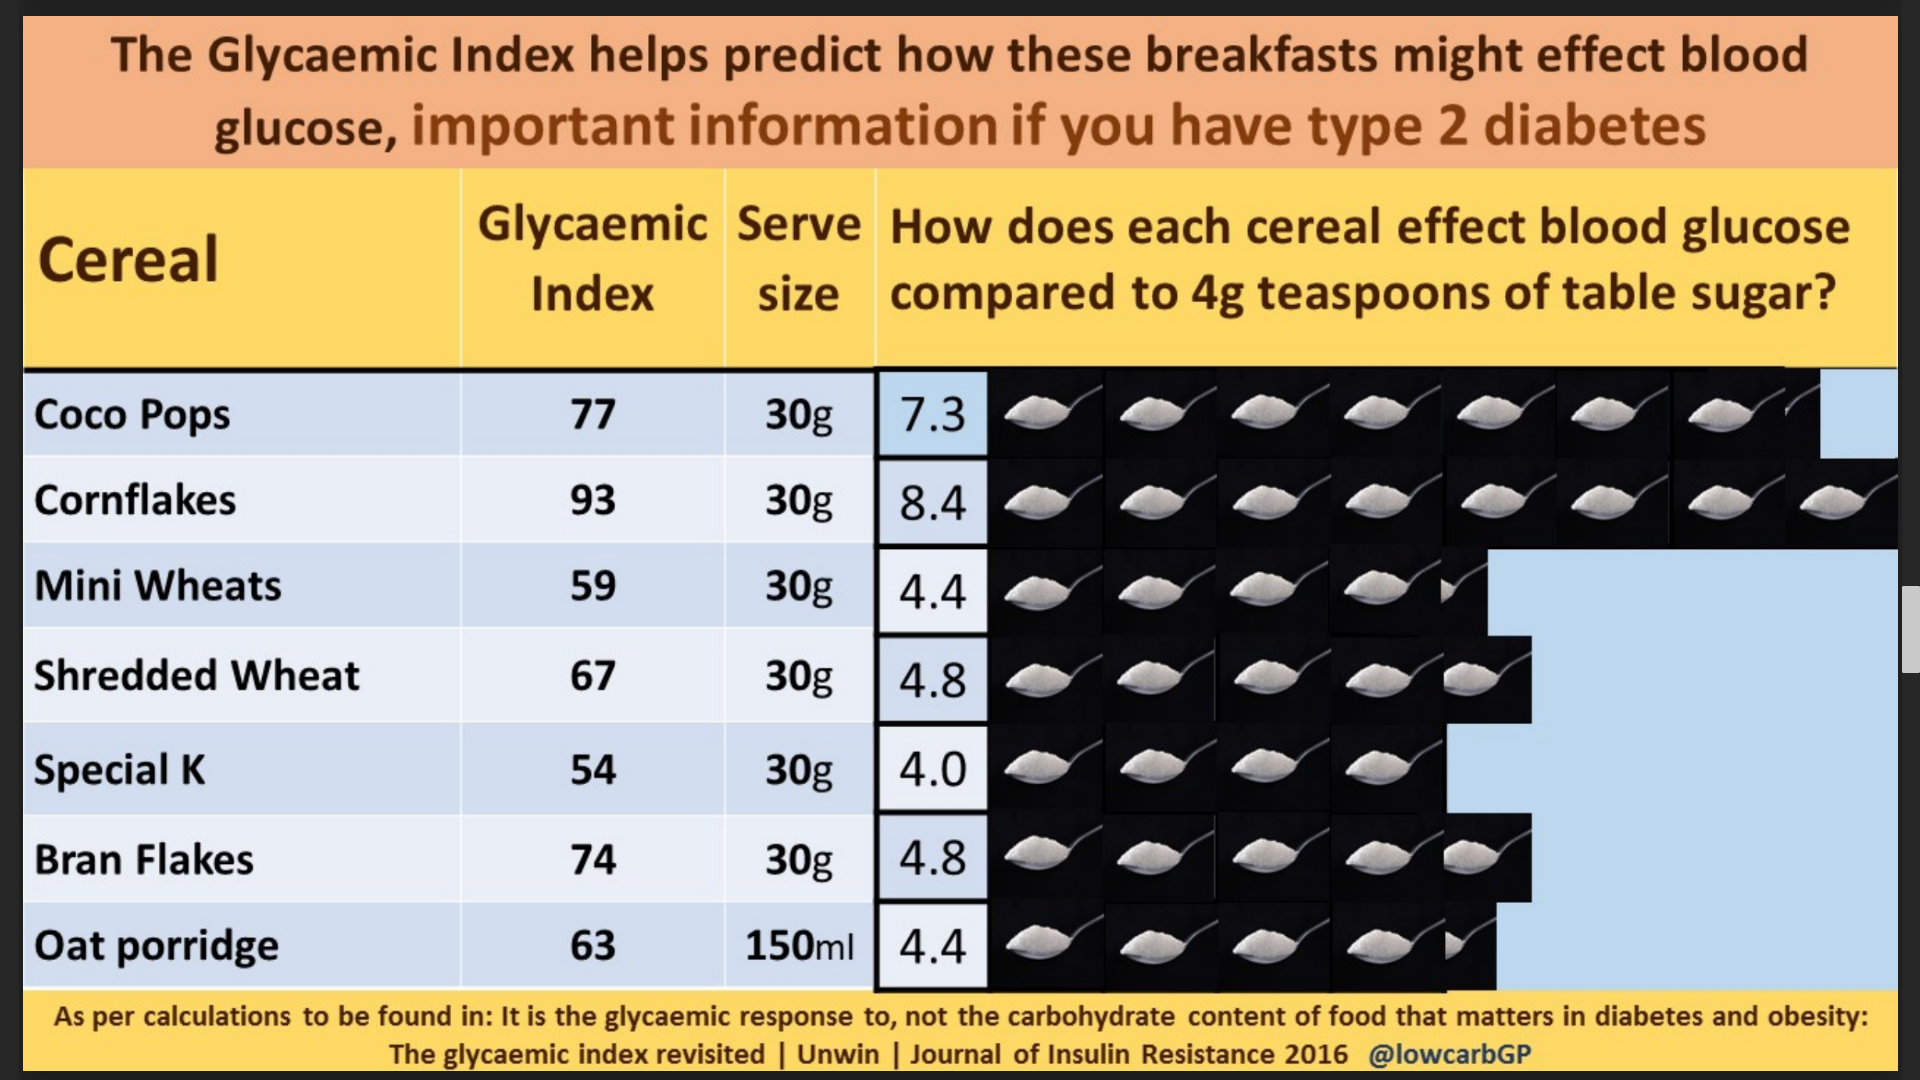 The Glycaemic Index helps predict how these breakfasts might effect blood
glucose, important information if you have type 2 diabetes
Cereal
Glycaemic
Index
Serve
size
How does each cereal effect blood glucose
compared to 4g teaspoons of table sugar?
Coco Pops 77 30g 7.3
Cornflakes 93 30g 8.4
Mini Wheats 59 30g 4.4
Shredded Wheat 67 30g 4.8
Special K 54 30g 4.0
Bran Flakes 74 30g 4.8
Oat porridge 63 150ml 4.4
As per calculations to be found in: It is the glycaemic response to, not the carbohydrate content of food that matters in diabetes and obesity:
The glycaemic index revisited | Unwin | Journal of Insulin Resistance 2016 @lowcarbGP